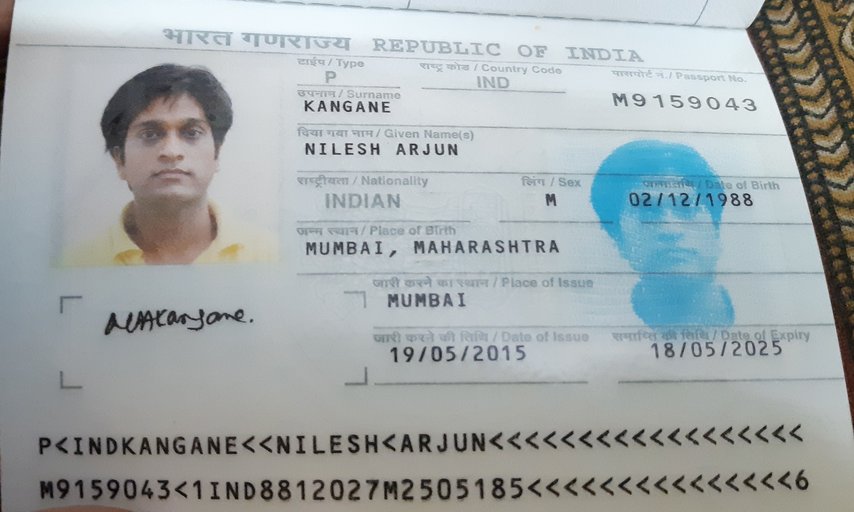 भारत गणराज्य REPUBLIC OF INDIA
टाईप / Type राष्ट्र कोड / Country Code पासपोर्ट नं. / Passport No.
P IND M9159043
उपनाम / Surname
KANGANE
दिया गया नाम / Given Name(s)
NILESH ARJUN
राष्ट्रीयता / Nationality लिंग / Sex जन्मतिथि / Date of Birth
INDIAN M 02/12/1988
जन्म स्थान / Place of Birth
MUMBAI, MAHARASHTRA
जारी करने का स्थान / Place of Issue
MUMBAI
जारी करने की तिथि / Date of Issue समाप्ति की तिथि / Date of Expiry
19/05/2015 18/05/2025
P<INDKANGANE<<NILESH<ARJUN<<<<<<<<<<<<<<<<<<
M9159043<1IND8812027M2505185<<<<<<<<<<<<<<<6